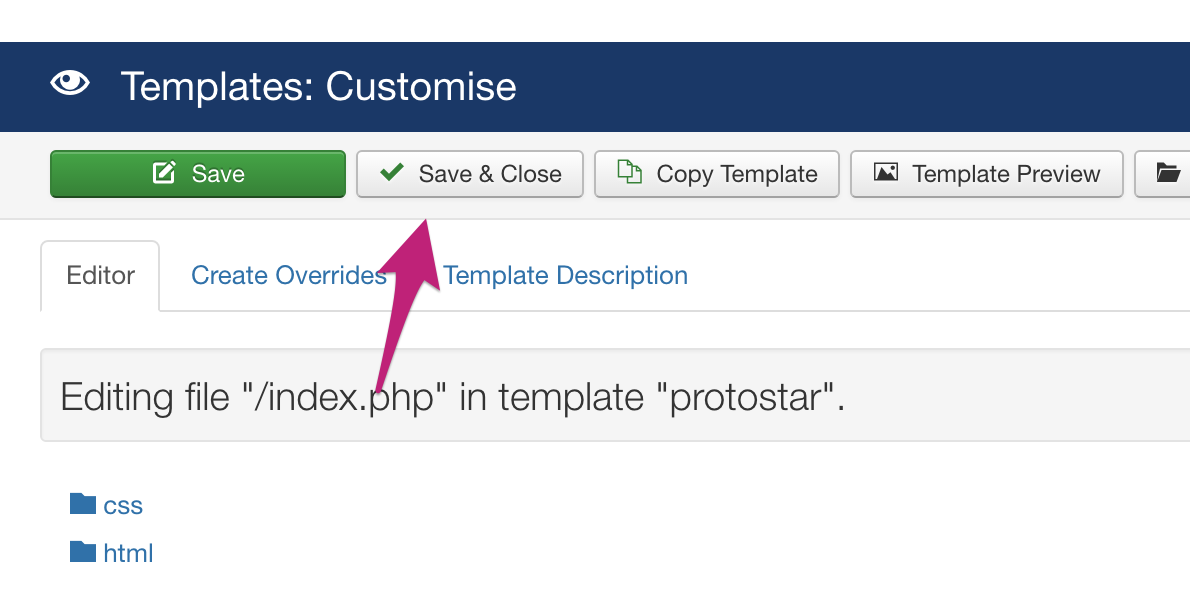 Templates: Customise
Save Save & Close Copy Template Template Preview
Editor Create Overrides Template Description
Editing file "/index.php" in template "protostar".
css
html